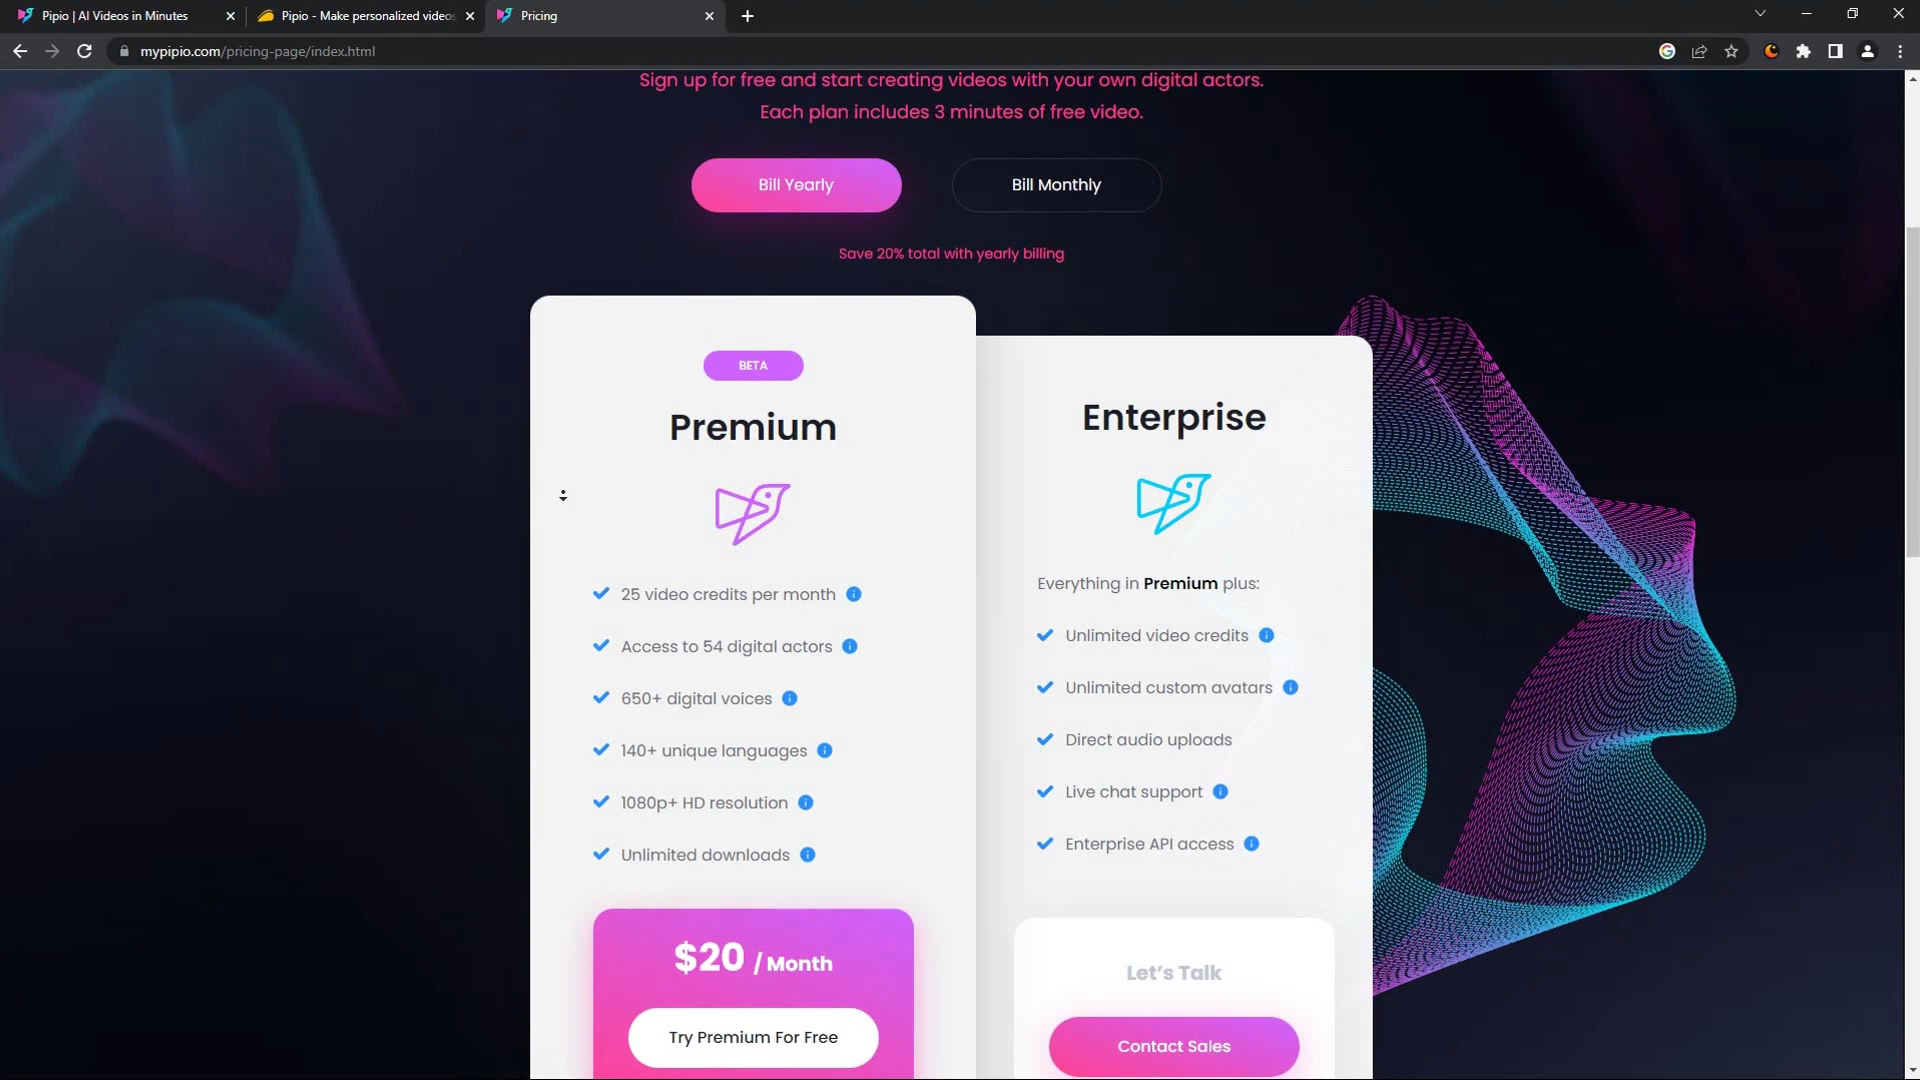 Pipio | AI Videos in Minutes
Pipio - Make personalized videos
Pricing
mypipio.com/pricing-page/index.html
Sign up for free and start creating videos with your own digital actors.
Each plan includes 3 minutes of free video.
Bill Yearly
Bill Monthly
Save 20% total with yearly billing
BETA
Premium
25 video credits per month
Access to 54 digital actors
650+ digital voices
140+ unique languages
1080p+ HD resolution
Unlimited downloads
$20 / Month
Try Premium For Free
Enterprise
Everything in Premium plus:
Unlimited video credits
Unlimited custom avatars
Direct audio uploads
Live chat support
Enterprise API access
Let's Talk
Contact Sales